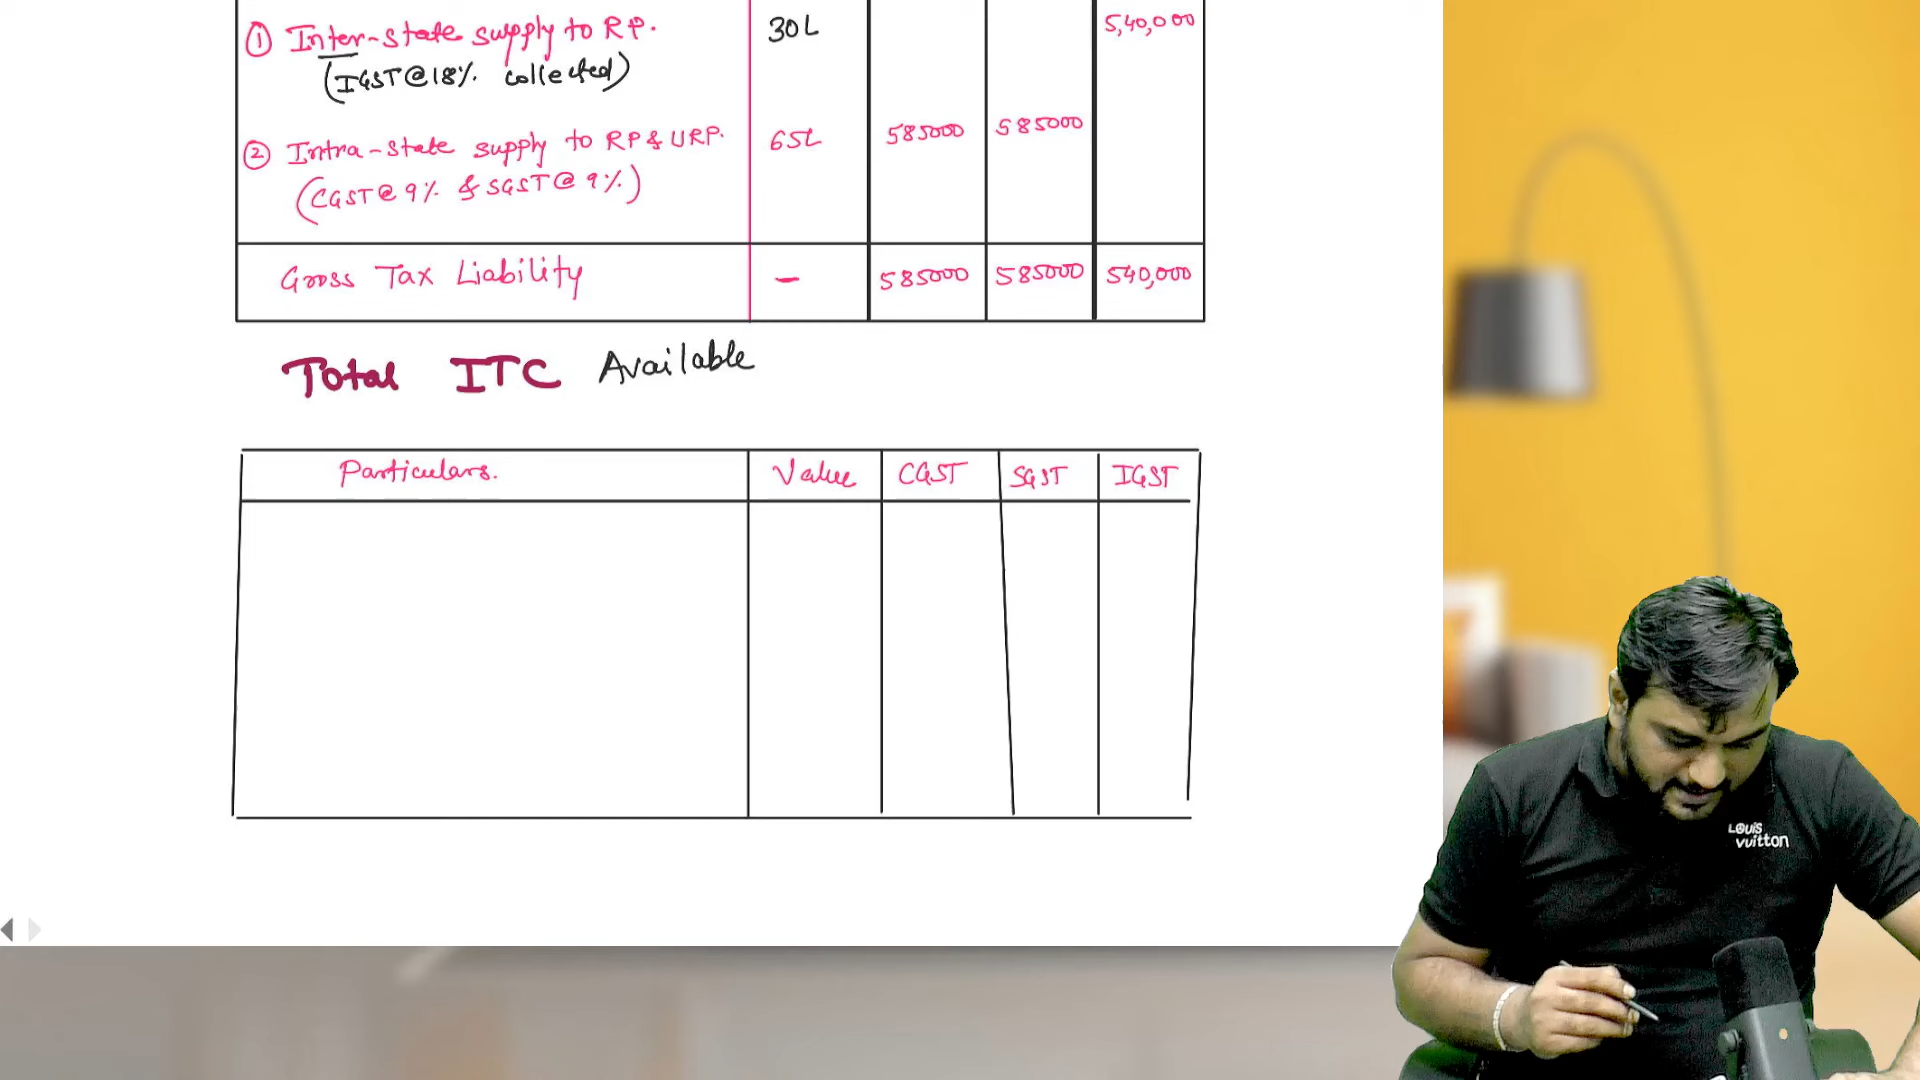 ① Inter-state supply to RP. 30L 5,40,000
(IGST@18% collected)
② Intra-state supply to RP & URP. 65L 585000 585000
(CGST@ 9% & SGST@ 9%.)
Gross Tax Liability - 585000 585000 540,000
Total ITC Available
Particulars. Value CGST SGST IGST
Louis
vuitton